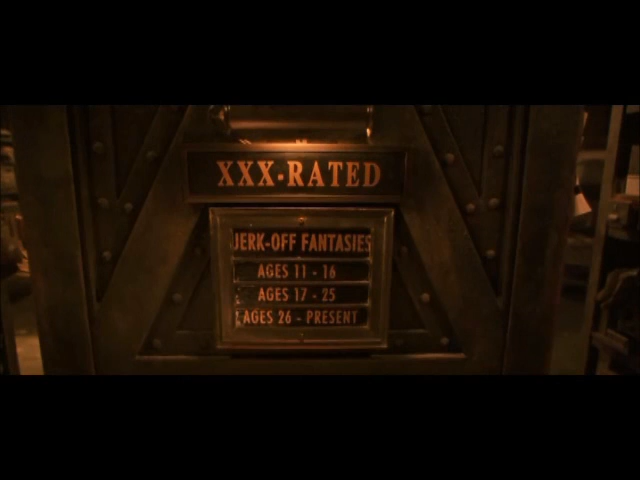 XXX-RATED
JERK-OFF FANTASIES
AGES 11 - 16
AGES 17 - 25
AGES 26 - PRESENT